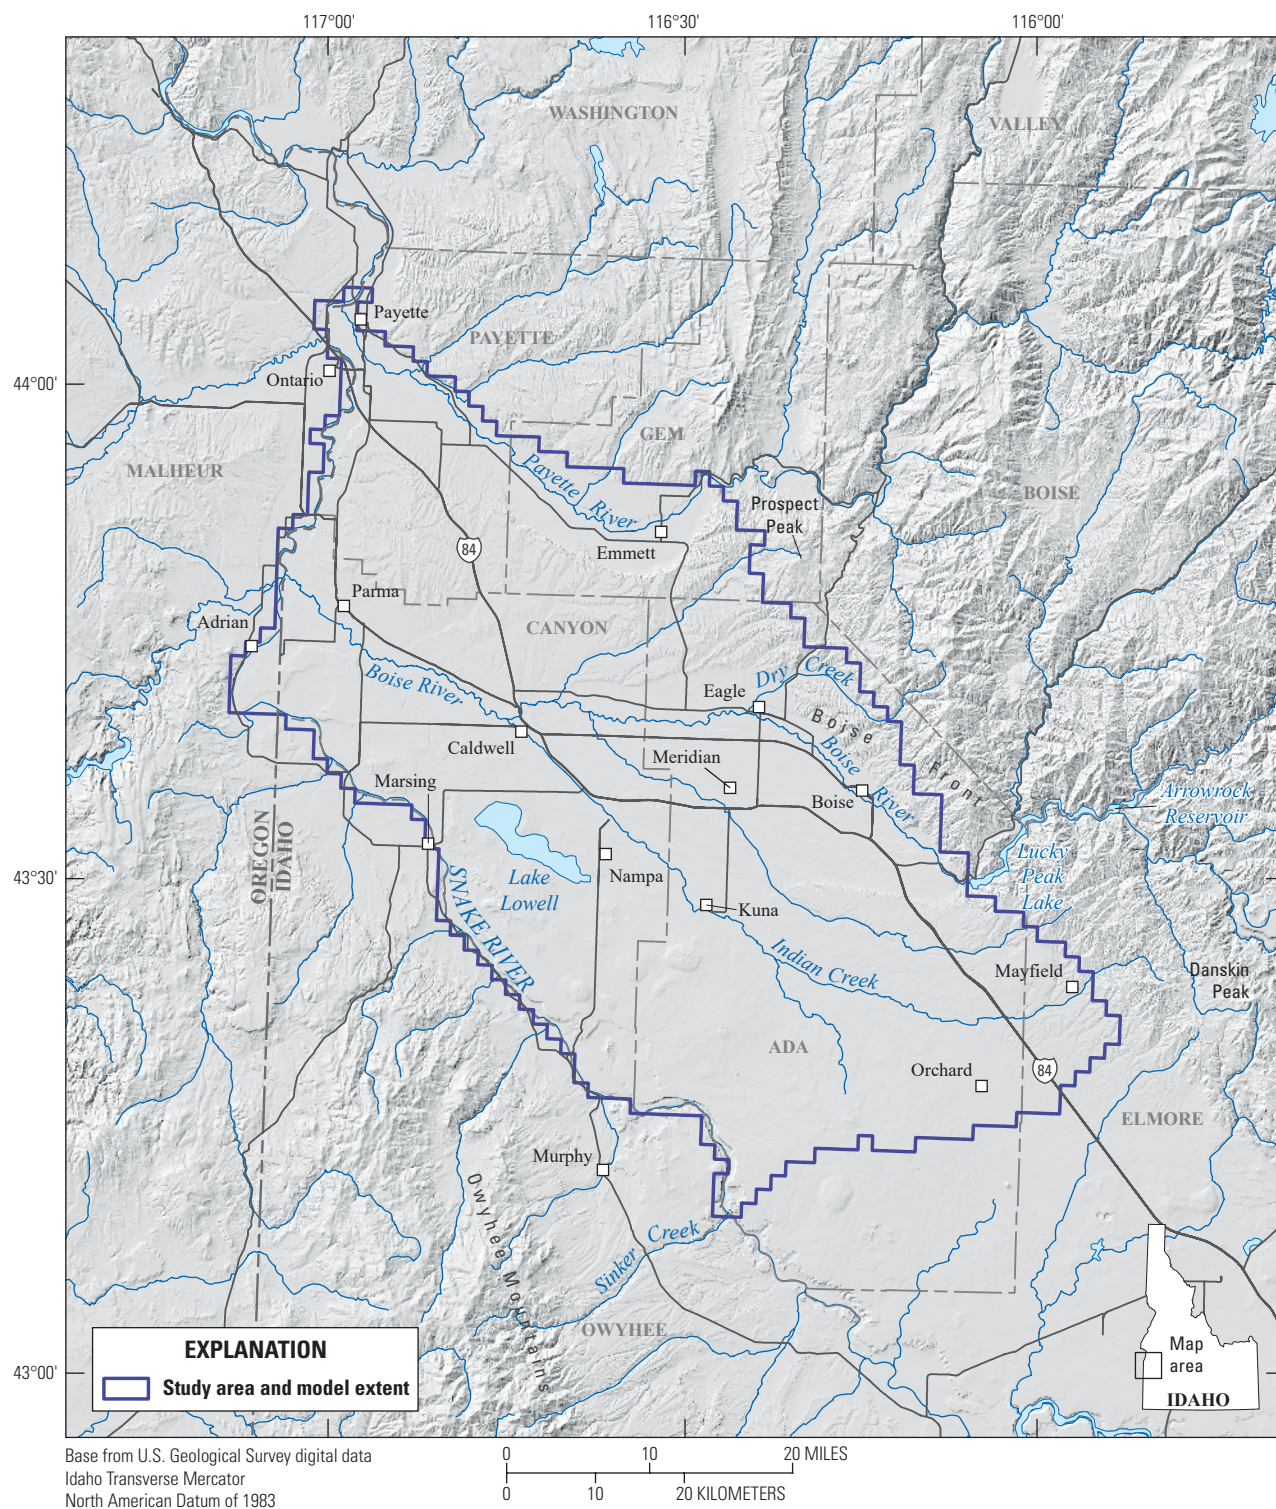 117°00'
116°30'
116°00'
WASHINGTON
VALLEY
Payette
PAYETTE
44°00'
Ontario
GEM
MALHEUR
Payette
River
BOISE
Prospect
Peak
84
Emmett
Parma
Adrian
CANYON
Boise River
Dry Creek
Eagle
Boise
Front
Boise
River
Caldwell
Meridian
Marsing
Boise
Arrowrock
Reservoir
OREGON
IDAHO
Lucky
Peak
Lake
43°30'
Lake
Lowell
Nampa
SNAKE RIVER
Kuna
Indian Creek
Mayfield
Danskin
Peak
ADA
Orchard
84
ELMORE
Murphy
Owyhee Mountains
Sinker Creek
OWYHEE
EXPLANATION
Study area and model extent
43°00'
Map
area
IDAHO
Base from U.S. Geological Survey digital data
Idaho Transverse Mercator
North American Datum of 1983
0 10 20 MILES
0 10 20 KILOMETERS